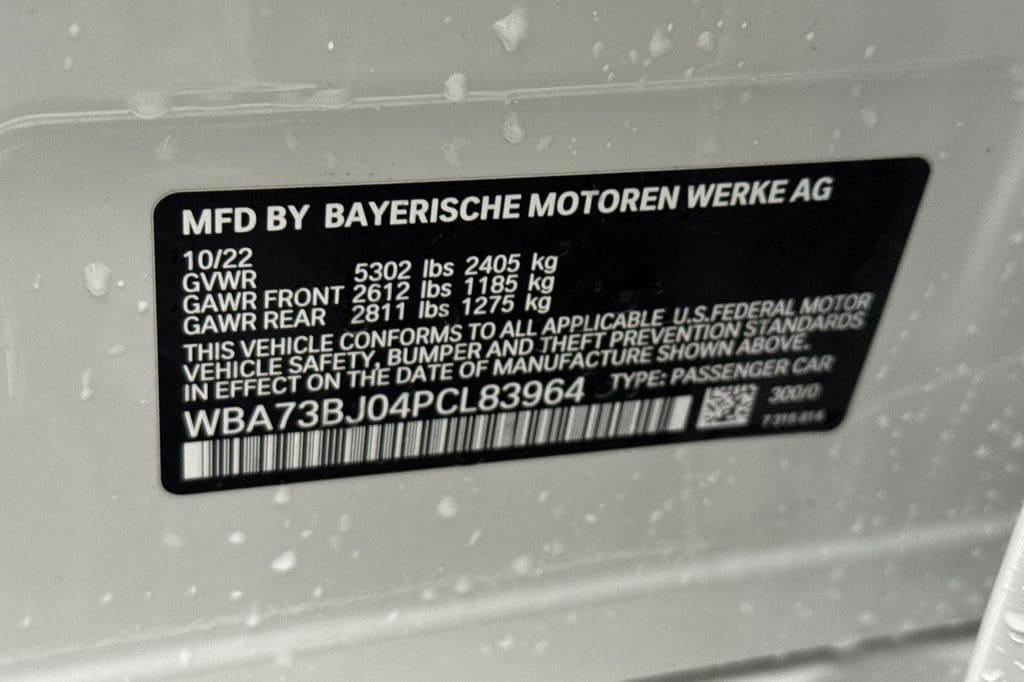 MFD BY BAYERISCHE MOTOREN WERKE AG
10/22
GVWR 5302 lbs 2405 kg
GAWR FRONT 2612 lbs 1185 kg
GAWR REAR 2811 lbs 1275 kg
THIS VEHICLE CONFORMS TO ALL APPLICABLE U.S.FEDERAL MOTOR
VEHICLE SAFETY, BUMPER AND THEFT PREVENTION STANDARDS
IN EFFECT ON THE DATE OF MANUFACTURE SHOWN ABOVE.
WBA73BJ04PCL83964 TYPE: PASSENGER CAR
300/0